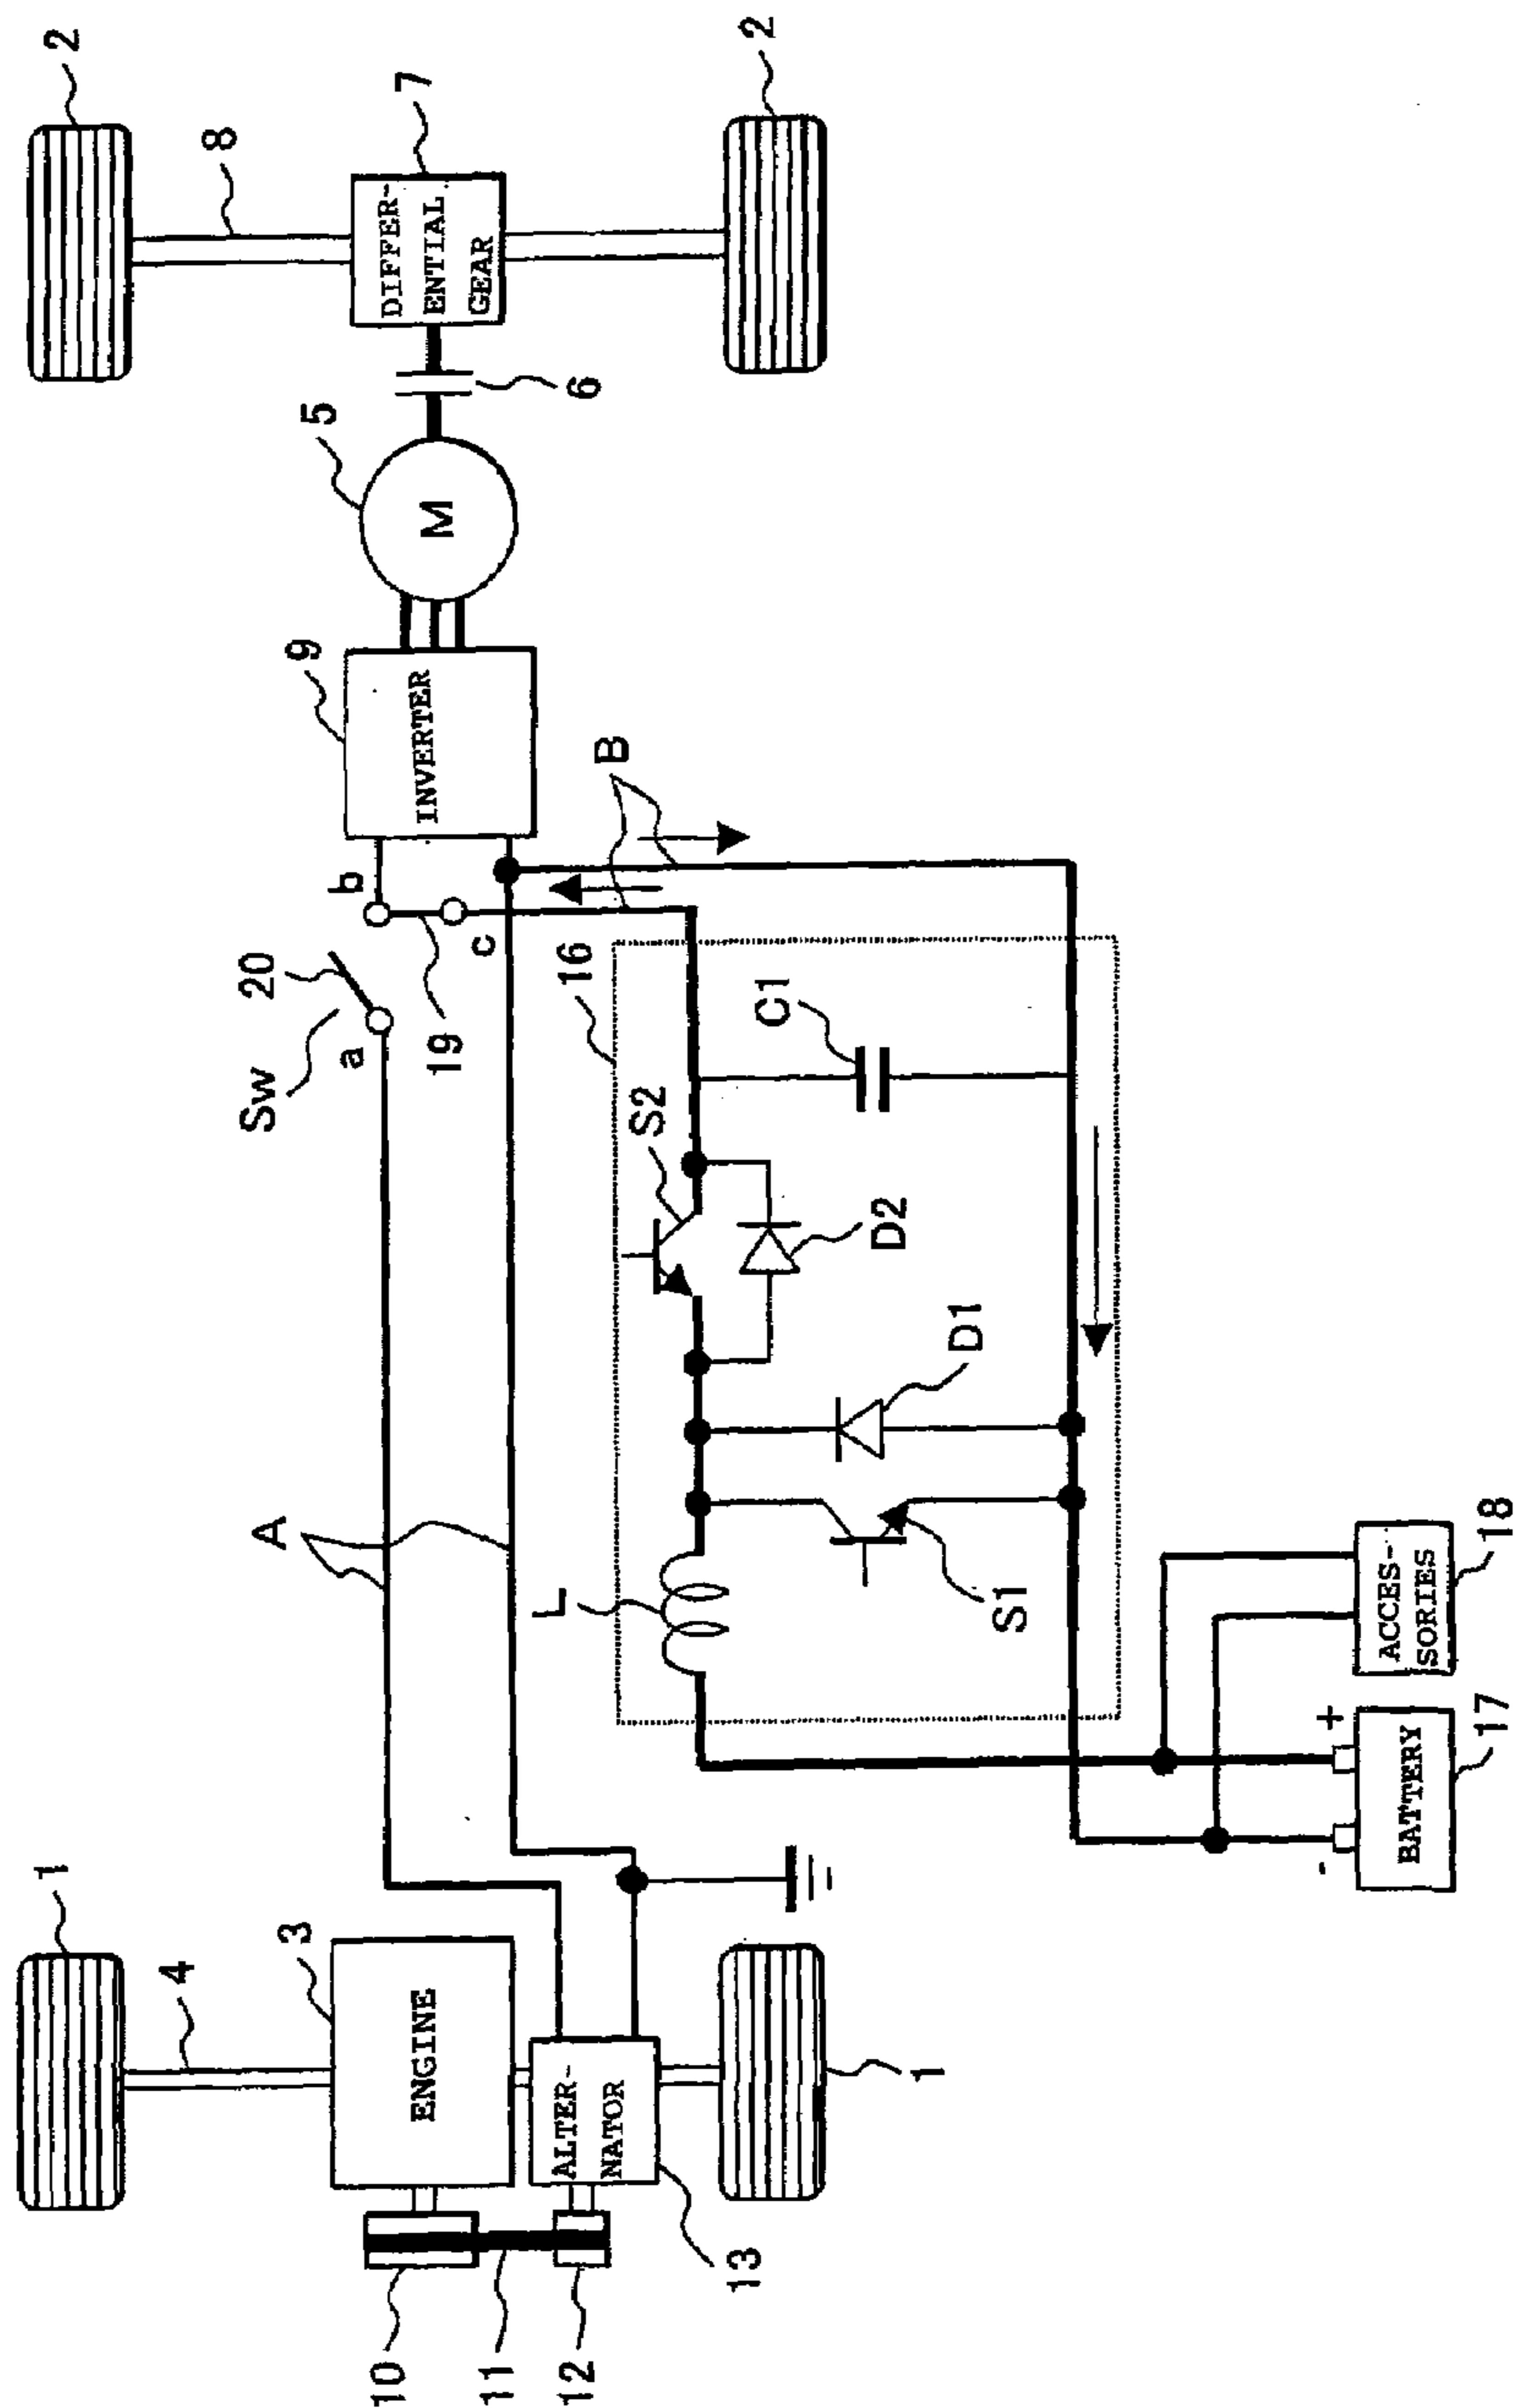 1
4
3
ENGINE
10
11
12
ALTER-
NATOR
13
1
A
Sw
20
a
b
19
c
9
INVERTER
5
M
6
2
8
7
DIFFER-
ENTIAL
GEAR
2
B
16
L
S1
D1
S2
D2
C1
-
+
BATTERY
17
ACCES-
SORIES
18